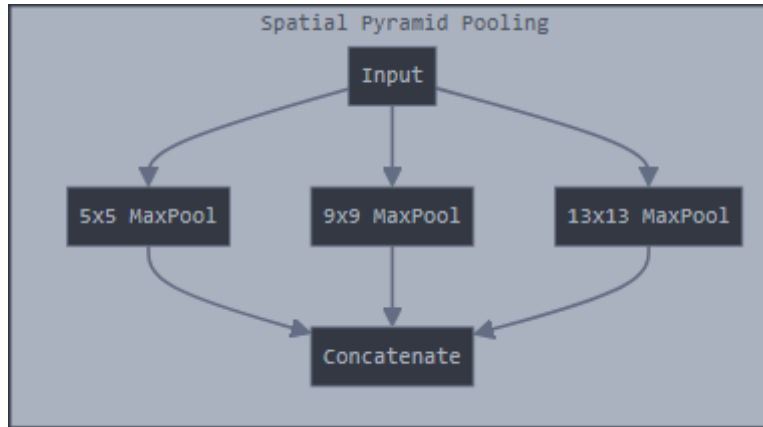 Spatial Pyramid Pooling
Input
5x5 MaxPool
9x9 MaxPool
13x13 MaxPool
Concatenate